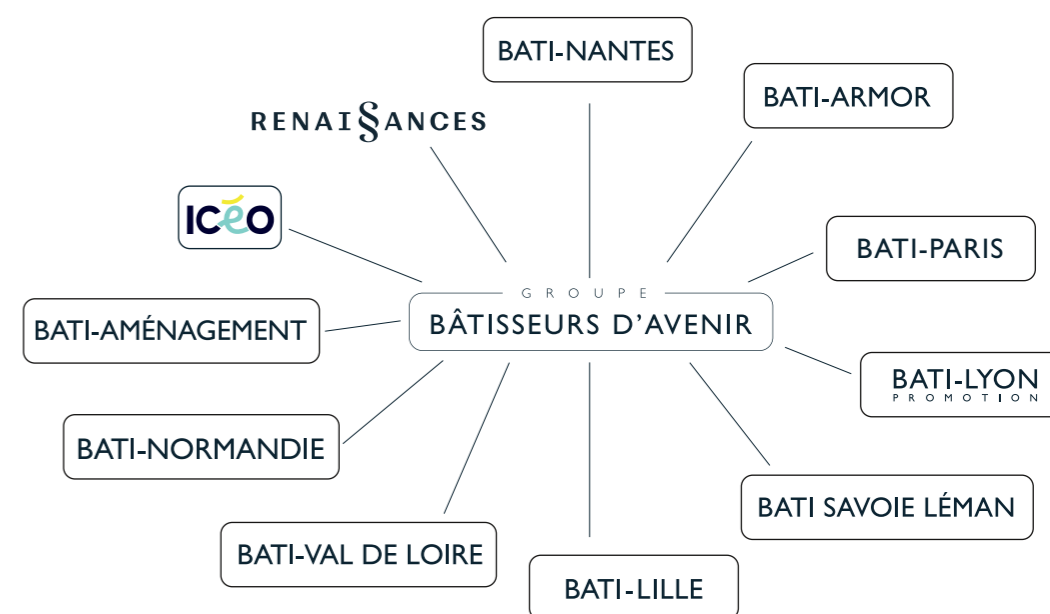 BATI-NANTES
BATI-ARMOR
RENAISSANCES
ICéO
BATI-PARIS
GROUPE
BÂTISSEURS D'AVENIR
BATI-AMÉNAGEMENT
BATI-LYON
PROMOTION
BATI-NORMANDIE
BATI SAVOIE LÉMAN
BATI-VAL DE LOIRE
BATI-LILLE